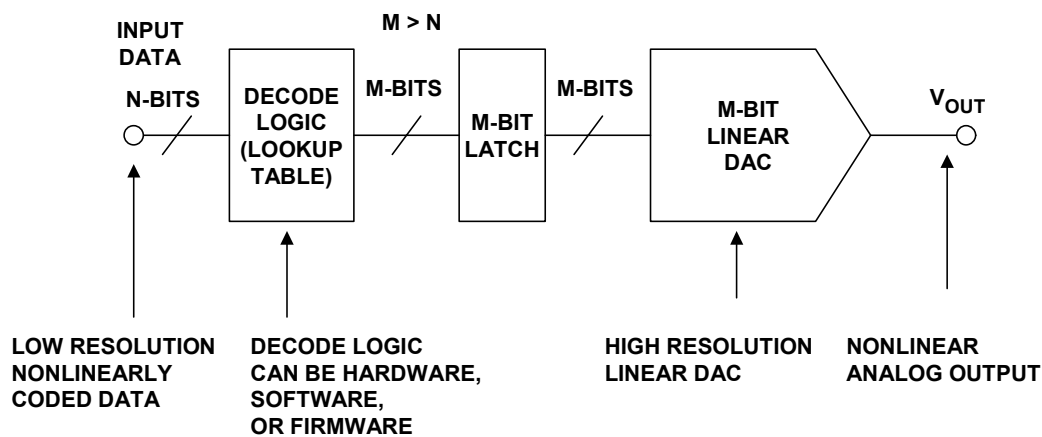 INPUT
DATA
M > N
N-BITS
DECODE
LOGIC
(LOOKUP
TABLE)
M-BITS
M-BIT
LATCH
M-BITS
M-BIT
LINEAR
DAC
VOUT
LOW RESOLUTION
NONLINEARLY
CODED DATA
DECODE LOGIC
CAN BE HARDWARE,
SOFTWARE,
OR FIRMWARE
HIGH RESOLUTION
LINEAR DAC
NONLINEAR
ANALOG OUTPUT